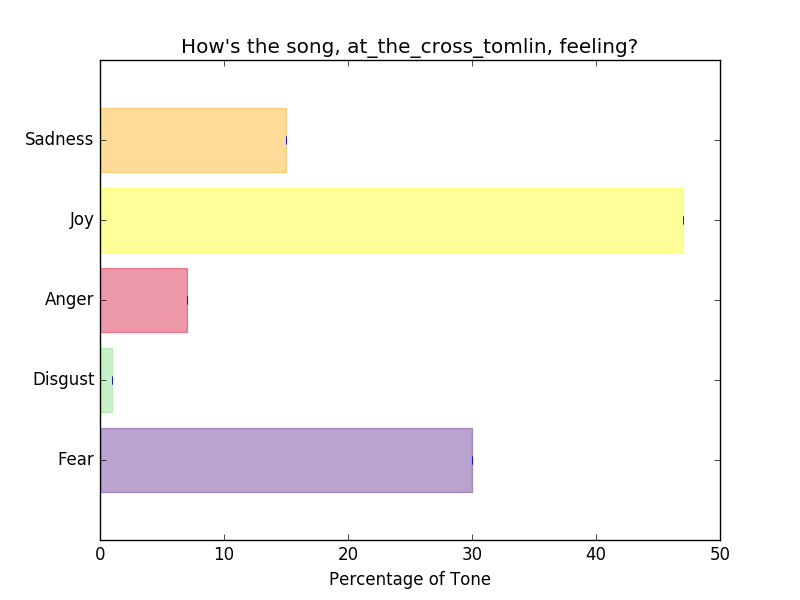 How's the song, at_the_cross_tomlin, feeling?
Sadness
Joy
Anger
Disgust
Fear
0 10 20 30 40 50
Percentage of Tone